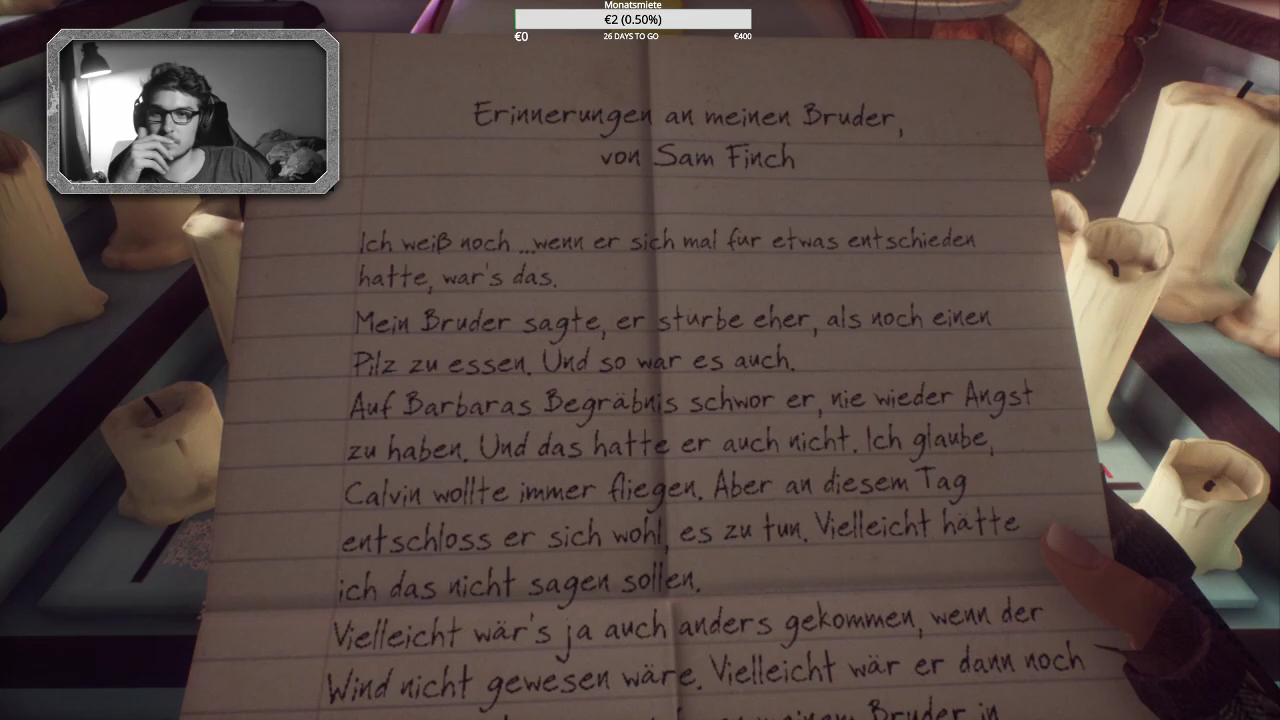 Monatsmiete
€2 (0.50%)
€0 26 DAYS TO GO €400
Erinnerungen an meinen Bruder,
von Sam Finch
Ich weiß noch ...wenn er sich mal fur etwas entschieden
hatte, war's das.
Mein Bruder sagte, er sturbe eher, als noch einen
Pilz zu essen. Und so war es auch.
Auf Barbaras Begräbnis schwor er, nie wieder Angst
zu haben. Und das hatte er auch nicht. Ich glaube,
Calvin wollte immer fliegen. Aber an diesem Tag
entschloss er sich wohl, es zu tun. Vielleicht hätte
ich das nicht sagen sollen.
Vielleicht wär's ja auch anders gekommen, wenn der
Wind nicht gewesen wäre. Vielleicht wär er dann noch
meinem Bruder in